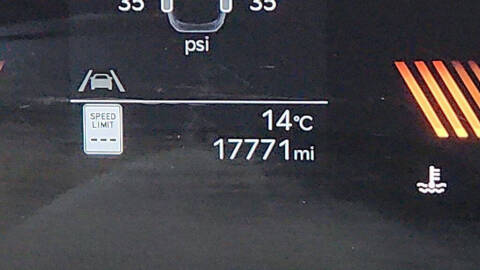 35 35
psi
SPEED
LIMIT
---
14°C
17771mi